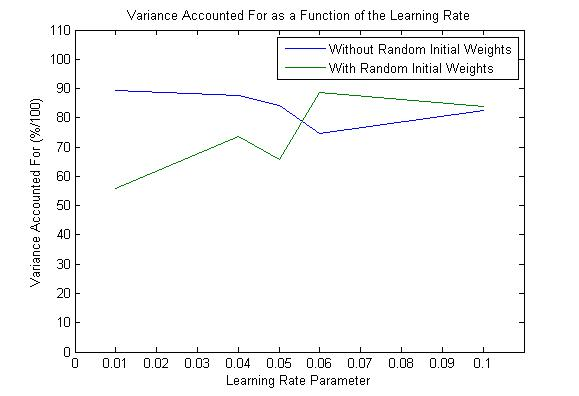 Variance Accounted For as a Function of the Learning Rate
Without Random Initial Weights
With Random Initial Weights
Variance Accounted For (%/100)
110
100
90
80
70
60
50
40
30
20
10
0
0 0.01 0.02 0.03 0.04 0.05 0.06 0.07 0.08 0.09 0.1
Learning Rate Parameter